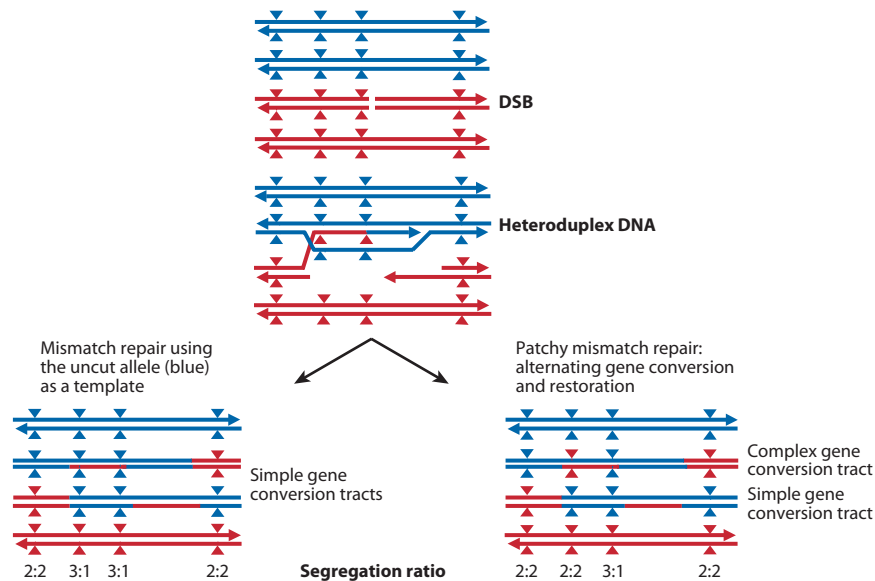 DSB
Heteroduplex DNA
Mismatch repair using
the uncut allele (blue)
as a template
Patchy mismatch repair:
alternating gene conversion
and restoration
Simple gene
conversion tracts
Complex gene
conversion tract
Simple gene
conversion tract
2:2 3:1 3:1 2:2 Segregation ratio 2:2 2:2 3:1 2:2